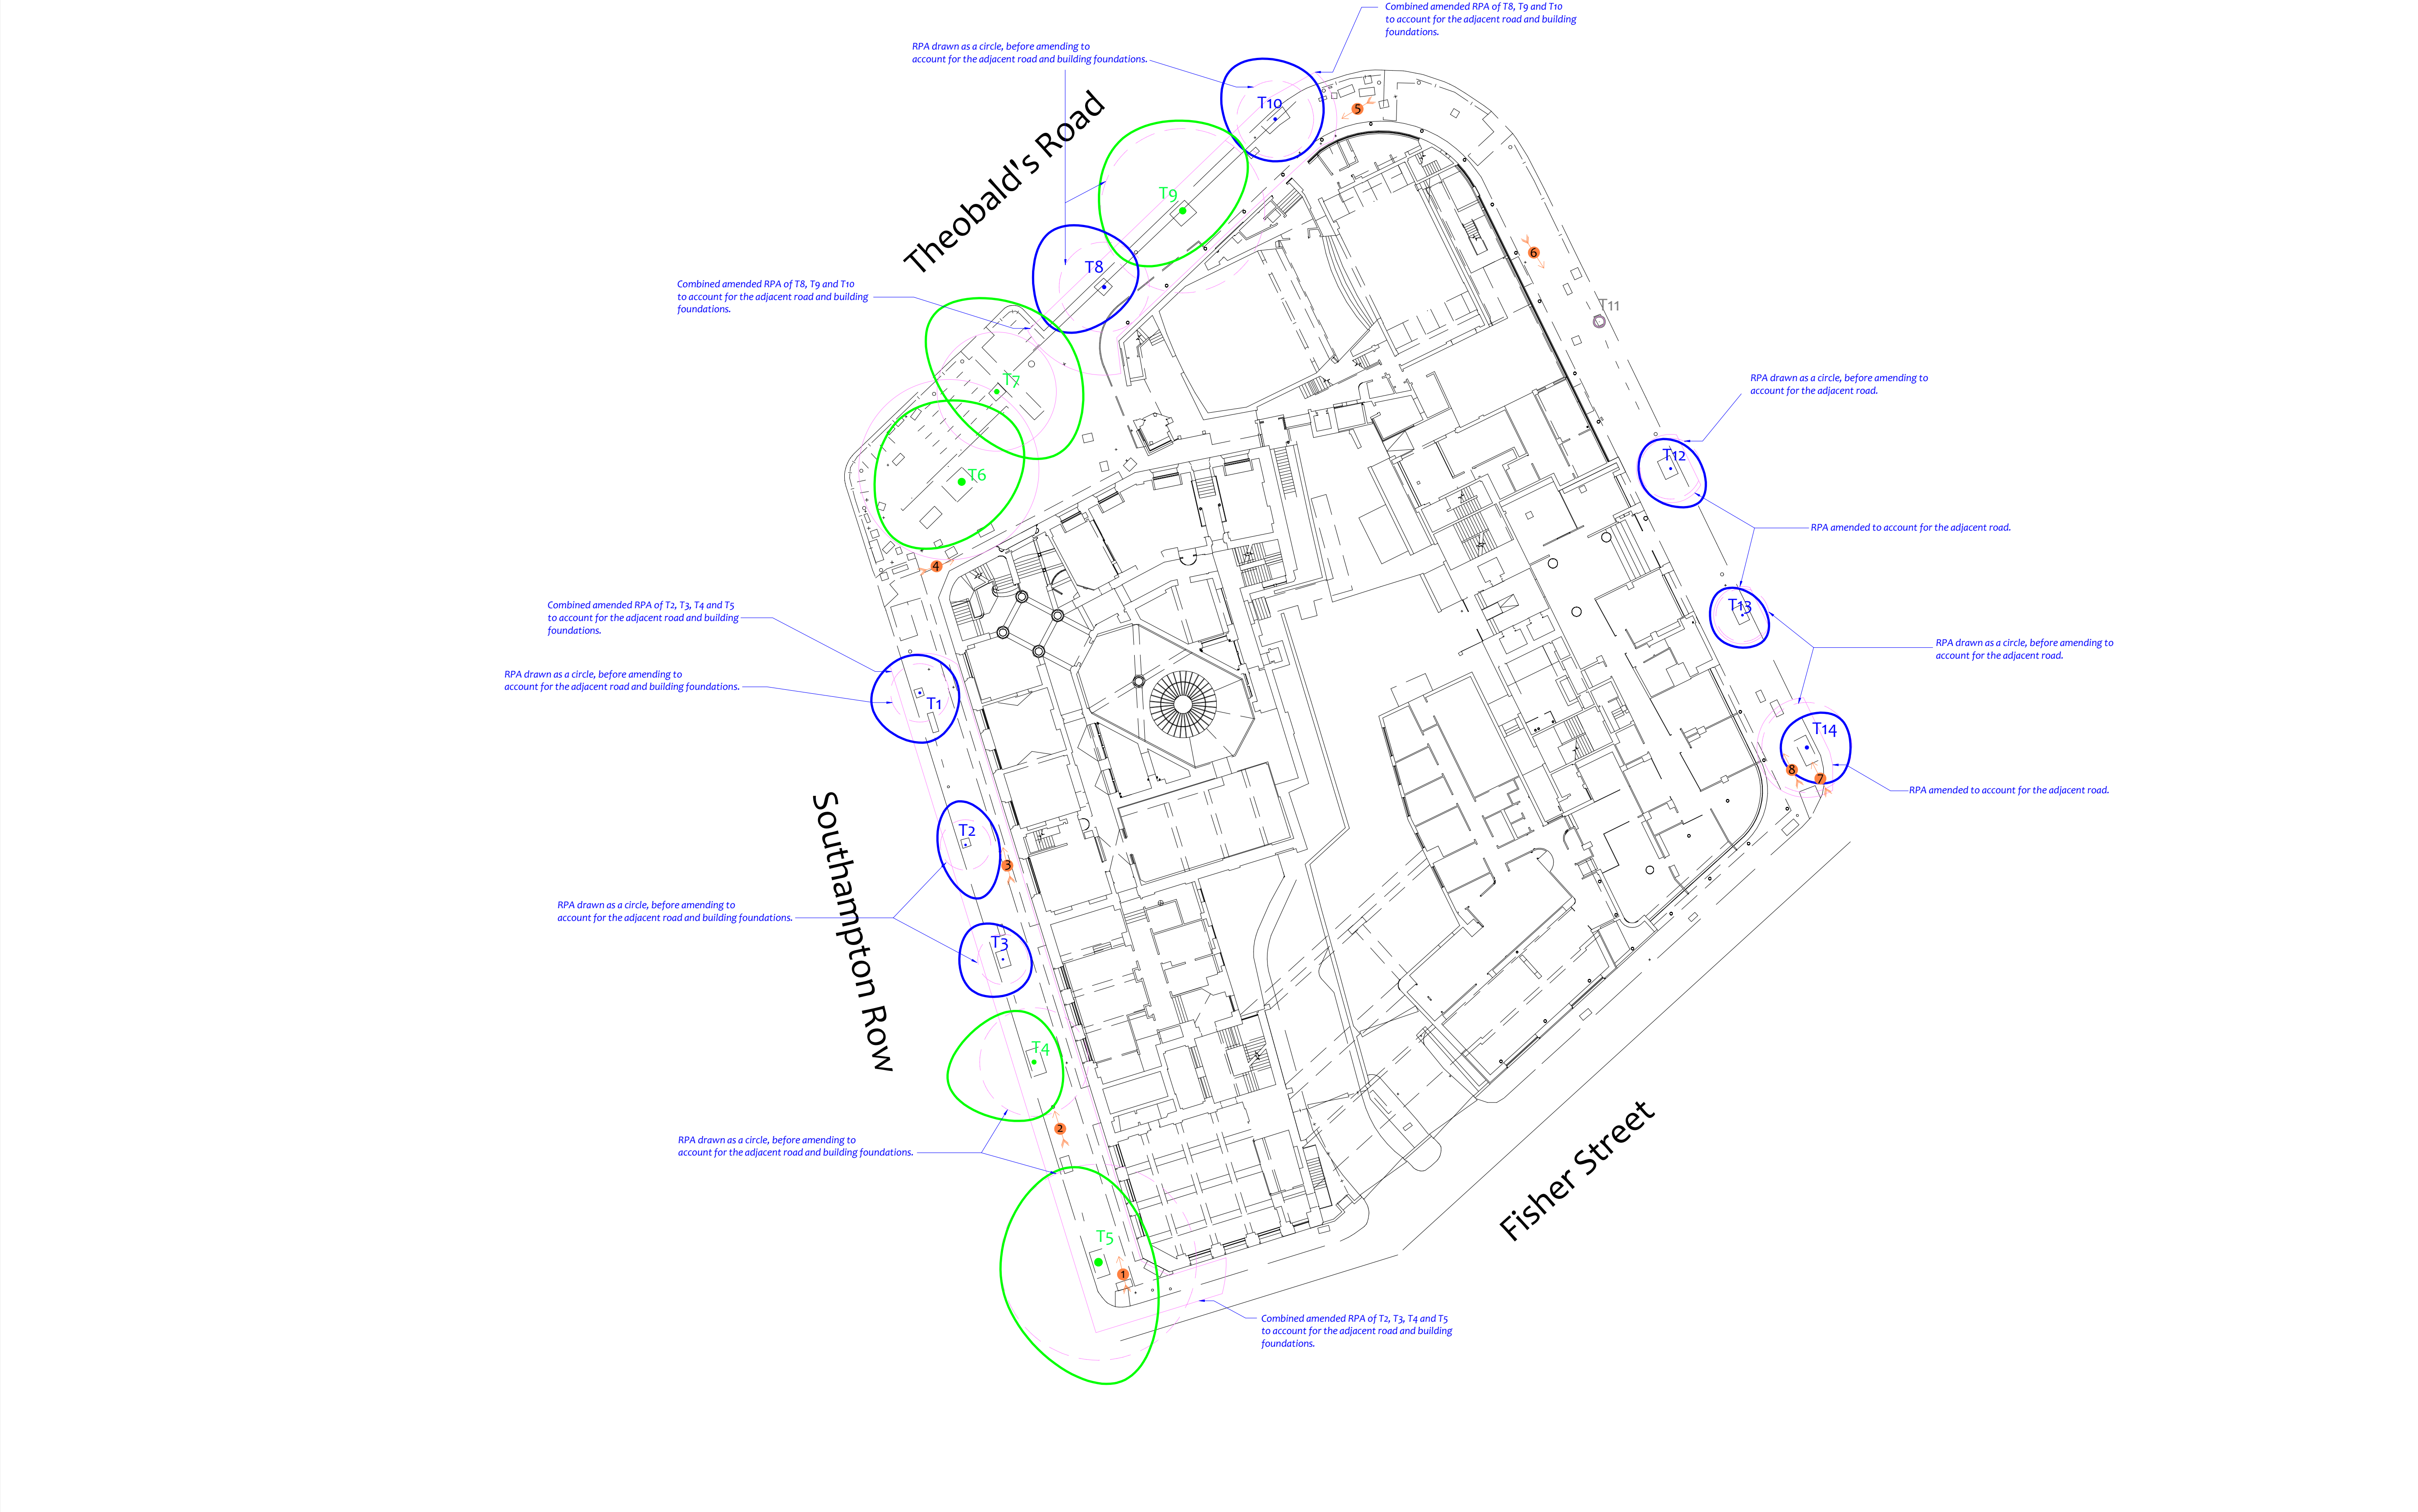 Combined amended RPA of T8, T9 and T10
to account for the adjacent road and building
foundations.
RPA drawn as a circle, before amending to
account for the adjacent road and building foundations.
T10
5
Theobald's Road
T9
6
T8
Combined amended RPA of T8, T9 and T10
to account for the adjacent road and building
foundations.
T11
T7
RPA drawn as a circle, before amending to
account for the adjacent road.
T12
T6
RPA amended to account for the adjacent road.
4
Combined amended RPA of T2, T3, T4 and T5
to account for the adjacent road and building
foundations.
T13
RPA drawn as a circle, before amending to
account for the adjacent road.
RPA drawn as a circle, before amending to
account for the adjacent road and building foundations.
T1
T14
8
7
RPA amended to account for the adjacent road.
Southampton Row
T2
3
RPA drawn as a circle, before amending to
account for the adjacent road and building foundations.
T3
T4
2
RPA drawn as a circle, before amending to
account for the adjacent road and building foundations.
Fisher Street
T5
1
Combined amended RPA of T2, T3, T4 and T5
to account for the adjacent road and building
foundations.